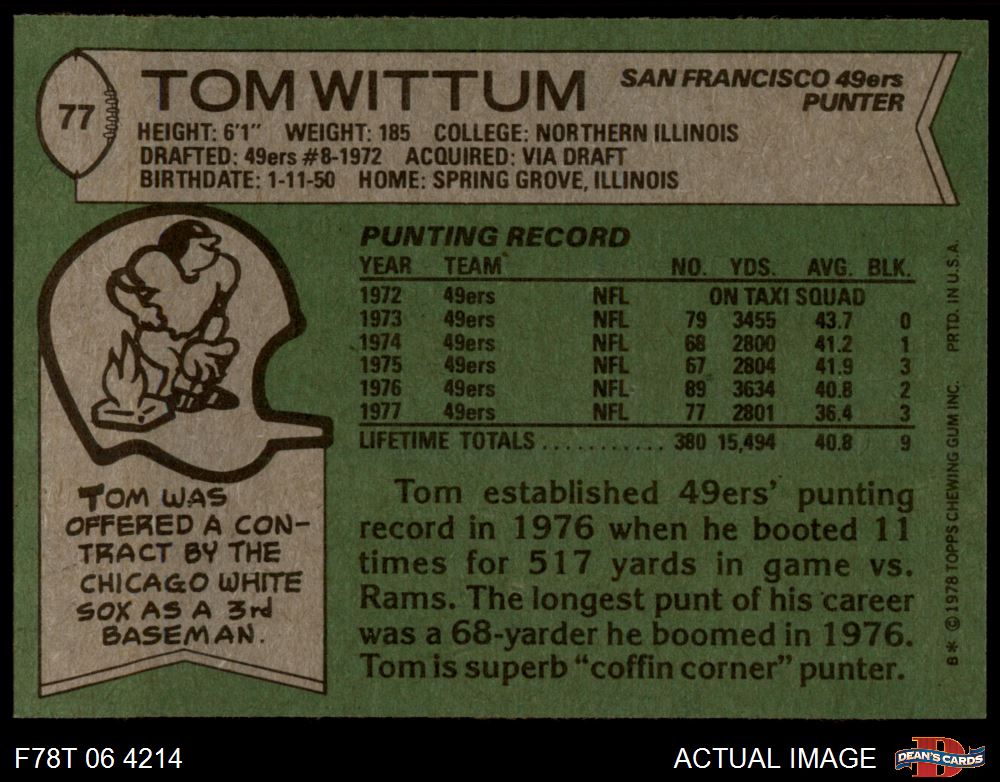 77
TOM WITTUM
SAN FRANCISCO 49ers
PUNTER
HEIGHT: 6'1" WEIGHT: 185 COLLEGE: NORTHERN ILLINOIS
DRAFTED: 49ers #8-1972 ACQUIRED: VIA DRAFT
BIRTHDATE: 1-11-50 HOME: SPRING GROVE, ILLINOIS
PUNTING RECORD
YEAR TEAM NO. YDS. AVG. BLK.
1972 49ers NFL ON TAXI SQUAD
1973 49ers NFL 79 3455 43.7 0
1974 49ers NFL 68 2800 41.2 1
1975 49ers NFL 67 2804 41.9 3
1976 49ers NFL 89 3634 40.8 2
1977 49ers NFL 77 2801 36.4 3
LIFETIME TOTALS ........... 380 15,494 40.8 9
TOM WAS
OFFERED A CON-
TRACT BY THE
CHICAGO WHITE
SOX AS A 3rd
BASEMAN.
Tom established 49ers' punting
record in 1976 when he booted 11
times for 517 yards in game vs.
Rams. The longest punt of his career
was a 68-yarder he boomed in 1976.
Tom is superb "coffin corner" punter.
B* © 1978 TOPPS CHEWING GUM INC. PRTD. IN U.S.A.
F78T 06 4214
ACTUAL IMAGE
D
DEAN'S CARDS